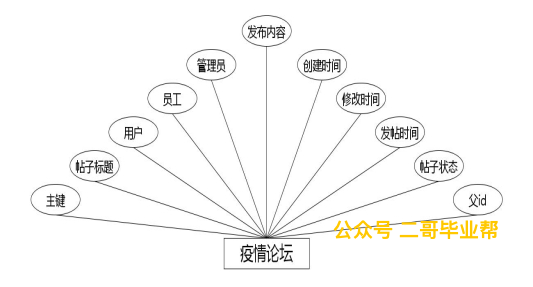 发布内容
管理员
创建时间
员工
修改时间
用户
发帖时间
帖子标题
帖子状态
主键
父id
公众号 二哥毕业帮
疫情论坛